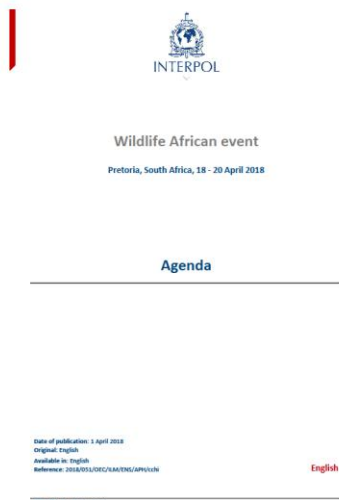 INTERPOL
Wildlife African event
Pretoria, South Africa, 18 - 20 April 2018
Agenda
Date of publication: 1 April 2018
Original: English
Available in: English
Reference: 2018/051/OEC/ILM/ENS/APH/cchi
English